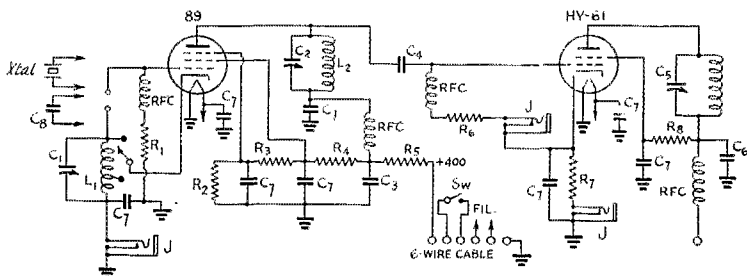 89
HY-61
Xtal
C8
C2
L2
C4
C5
RFC
C7
C1
RFC
RFC
R6
J
C7
R8
C6
C1
L1
R1
R2
R3
R4
R5
+400
C7
C7
C3
Sw
FIL.
C7
R7
C7
RFC
C7
J
J
6-WIRE CABLE